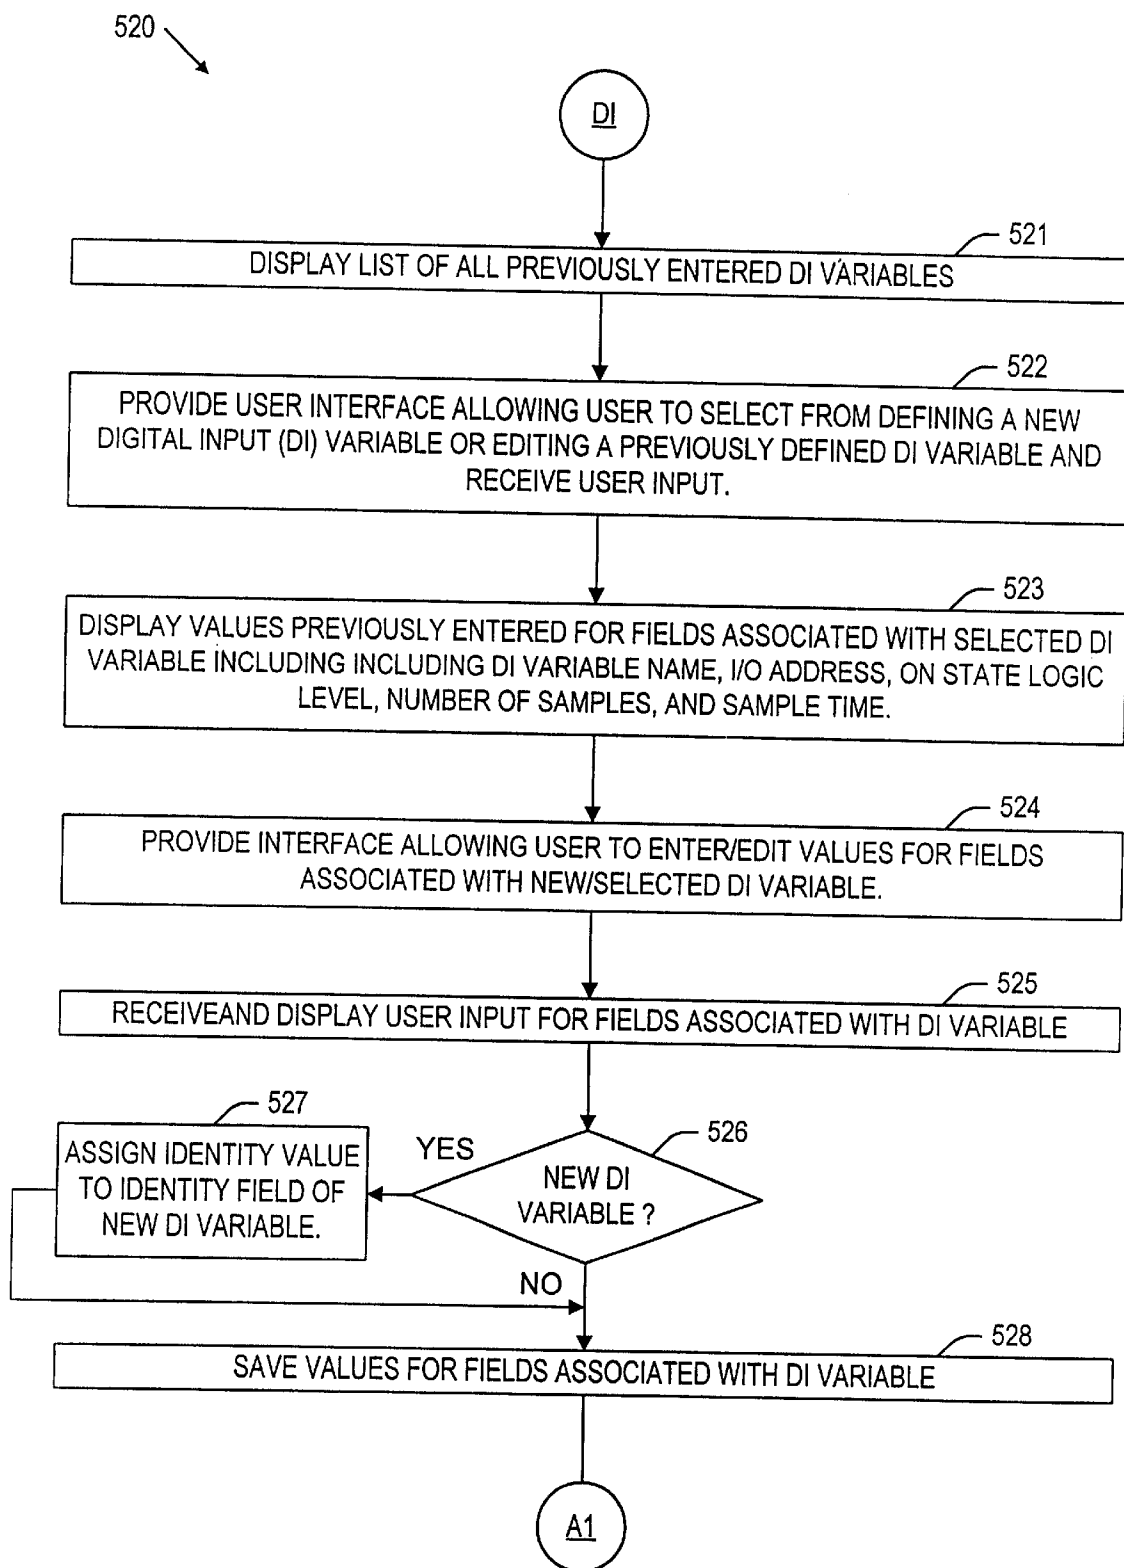 520
DI
521
DISPLAY LIST OF ALL PREVIOUSLY ENTERED DI VARIABLES
522
PROVIDE USER INTERFACE ALLOWING USER TO SELECT FROM DEFINING A NEW
DIGITAL INPUT (DI) VARIABLE OR EDITING A PREVIOUSLY DEFINED DI VARIABLE AND
RECEIVE USER INPUT.
523
DISPLAY VALUES PREVIOUSLY ENTERED FOR FIELDS ASSOCIATED WITH SELECTED DI
VARIABLE INCLUDING INCLUDING DI VARIABLE NAME, I/O ADDRESS, ON STATE LOGIC
LEVEL, NUMBER OF SAMPLES, AND SAMPLE TIME.
524
PROVIDE INTERFACE ALLOWING USER TO ENTER/EDIT VALUES FOR FIELDS
ASSOCIATED WITH NEW/SELECTED DI VARIABLE.
525
RECEIVEAND DISPLAY USER INPUT FOR FIELDS ASSOCIATED WITH DI VARIABLE
527
526
YES
ASSIGN IDENTITY VALUE
TO IDENTITY FIELD OF
NEW DI VARIABLE.
NEW DI
VARIABLE ?
NO
528
SAVE VALUES FOR FIELDS ASSOCIATED WITH DI VARIABLE
A1